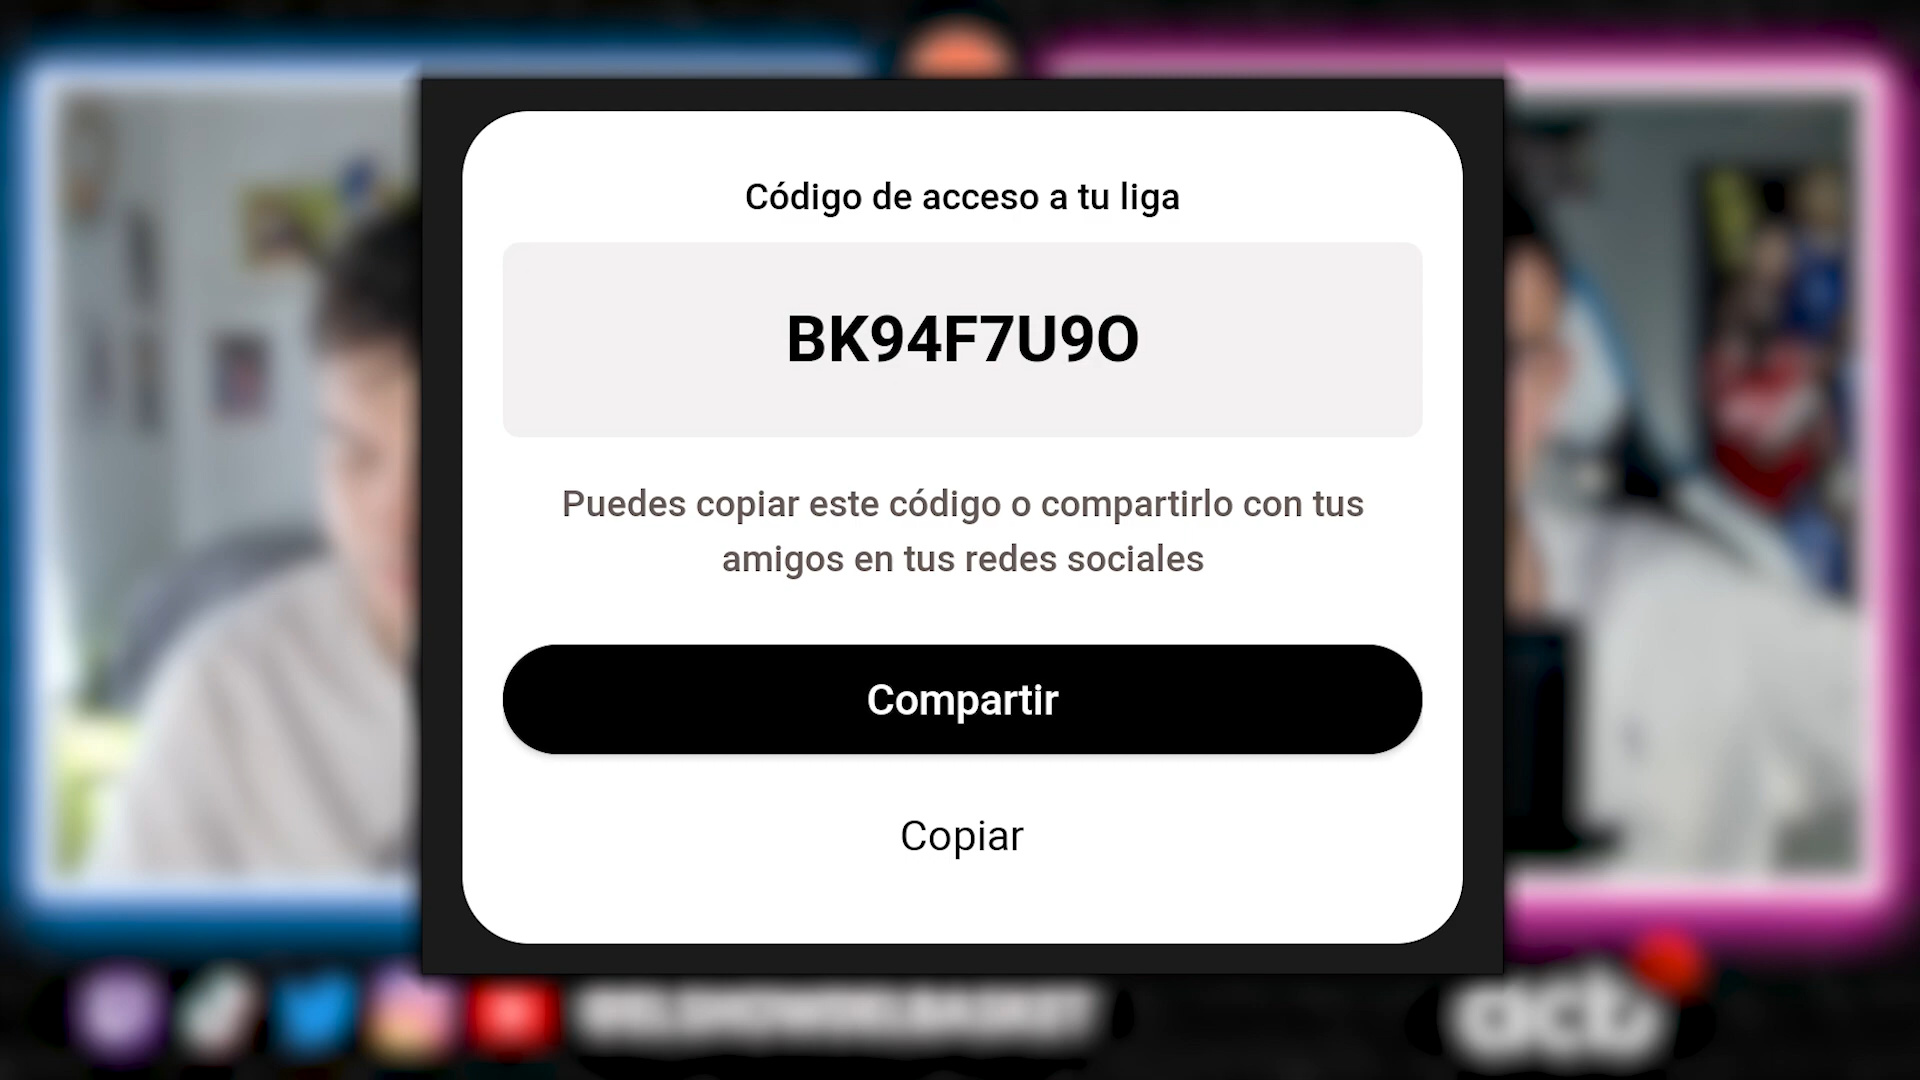 Código de acceso a tu liga
BK94F7U9O
Puedes copiar este código o compartirlo con tus
amigos en tus redes sociales
Compartir
Copiar